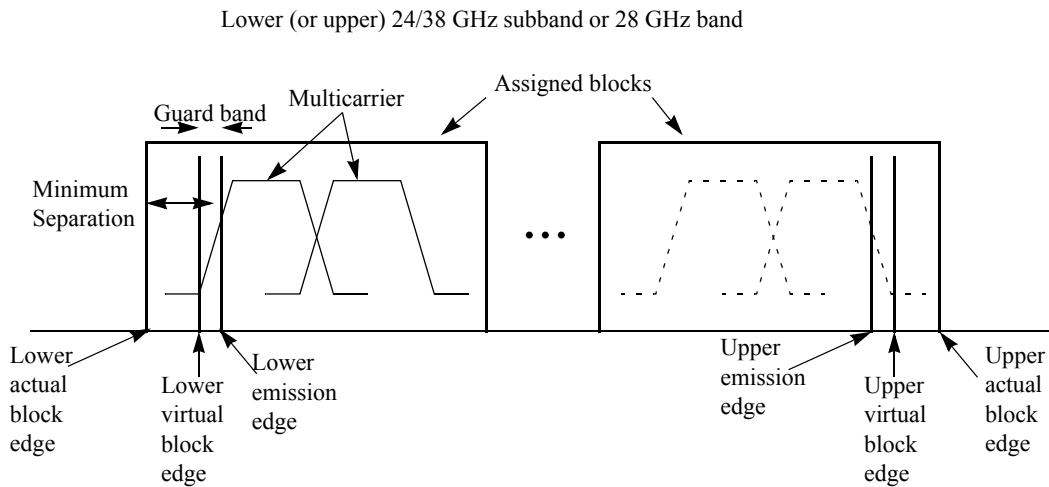 Lower (or upper) 24/38 GHz subband or 28 GHz band
Assigned blocks
Multicarrier
Guard band
Minimum
Separation
Lower
actual
block
edge
Lower
virtual
block
edge
Lower
emission
edge
Upper
emission
edge
Upper
virtual
block
edge
Upper
actual
block
edge